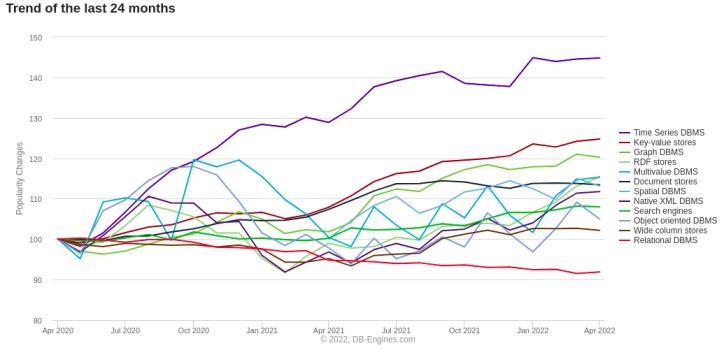 Trend of the last 24 months
150
140
130
120
110
100
90
80
Popularity Changes
Apr 2020
Jul 2020
Oct 2020
Jan 2021
Apr 2021
Jul 2021
Oct 2021
Jan 2022
Apr 2022
© 2022, DB-Engines.com
Time Series DBMS
Key-value stores
Graph DBMS
RDF stores
Multivalue DBMS
Document stores
Spatial DBMS
Native XML DBMS
Search engines
Object oriented DBMS
Wide column stores
Relational DBMS